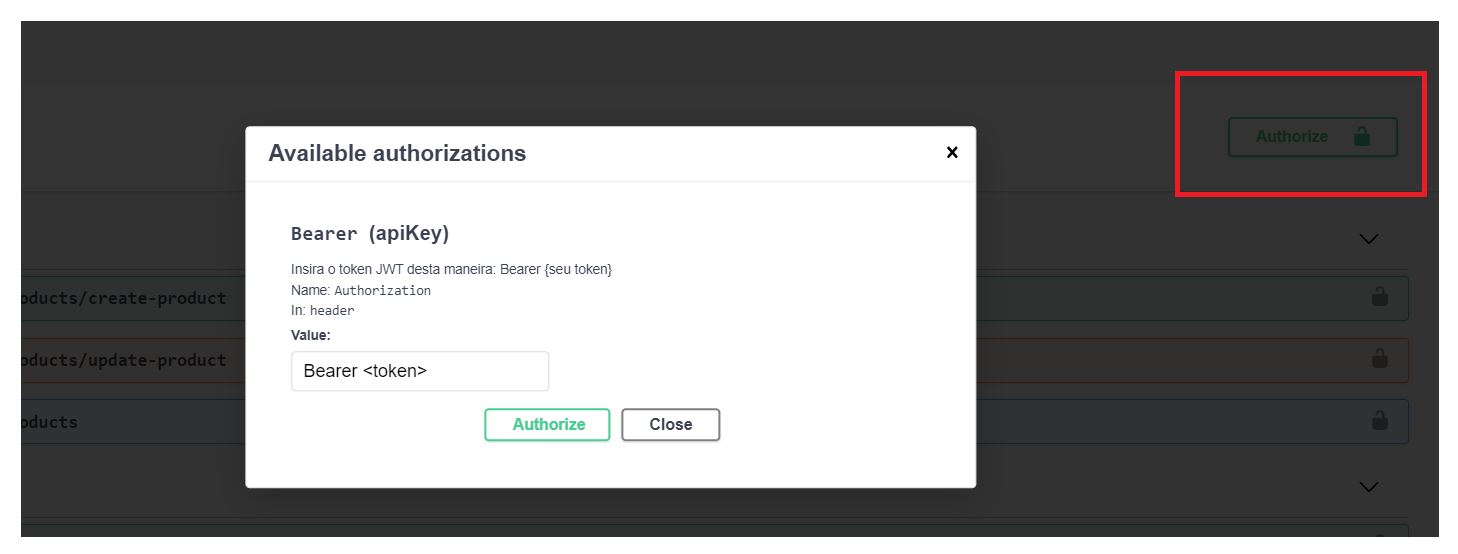 Authorize
Available authorizations
Bearer (apiKey)
Insira o token JWT desta maneira: Bearer {seu token}
Name: Authorization
In: header
Value:
Bearer <token>
Authorize Close
oducts/create-product
oducts/update-product
oducts